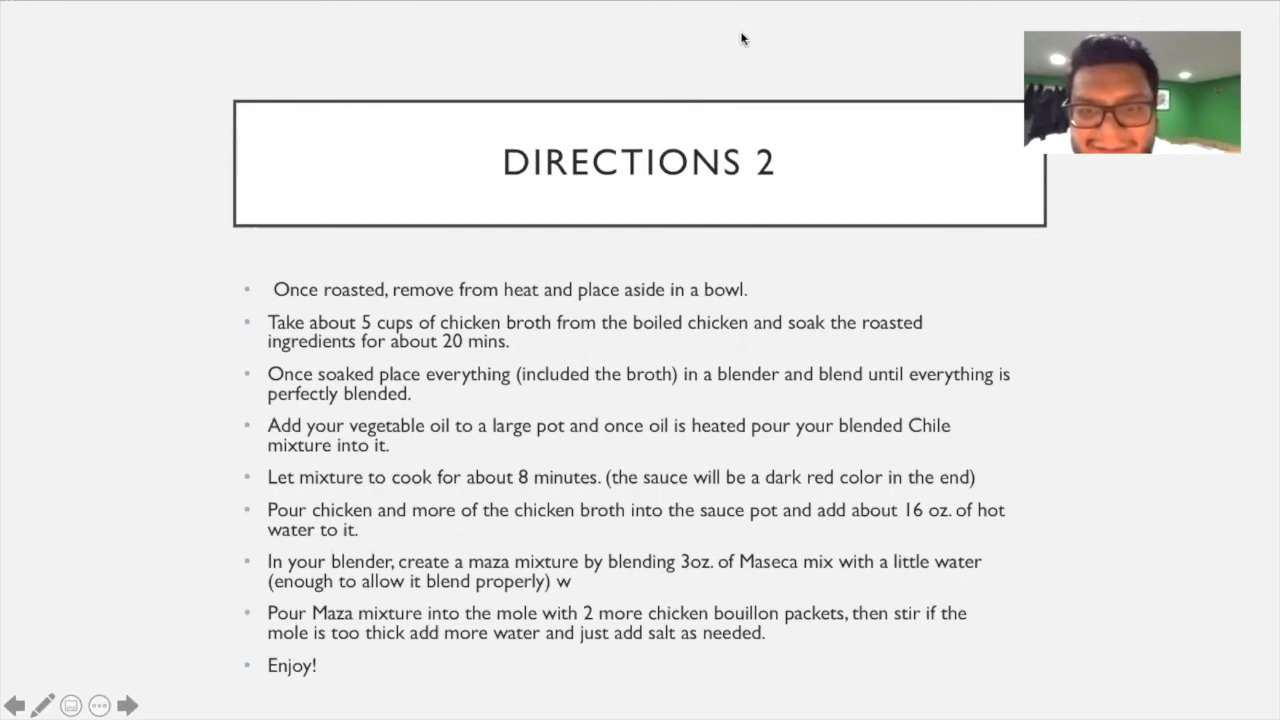 DIRECTIONS 2
• Once roasted, remove from heat and place aside in a bowl.
• Take about 5 cups of chicken broth from the boiled chicken and soak the roasted
ingredients for about 20 mins.
• Once soaked place everything (included the broth) in a blender and blend until everything is
perfectly blended.
• Add your vegetable oil to a large pot and once oil is heated pour your blended Chile
mixture into it.
• Let mixture to cook for about 8 minutes. (the sauce will be a dark red color in the end)
• Pour chicken and more of the chicken broth into the sauce pot and add about 16 oz. of hot
water to it.
• In your blender, create a maza mixture by blending 3oz. of Maseca mix with a little water
(enough to allow it blend properly) w
• Pour Maza mixture into the mole with 2 more chicken bouillon packets, then stir if the
mole is too thick add more water and just add salt as needed.
• Enjoy!